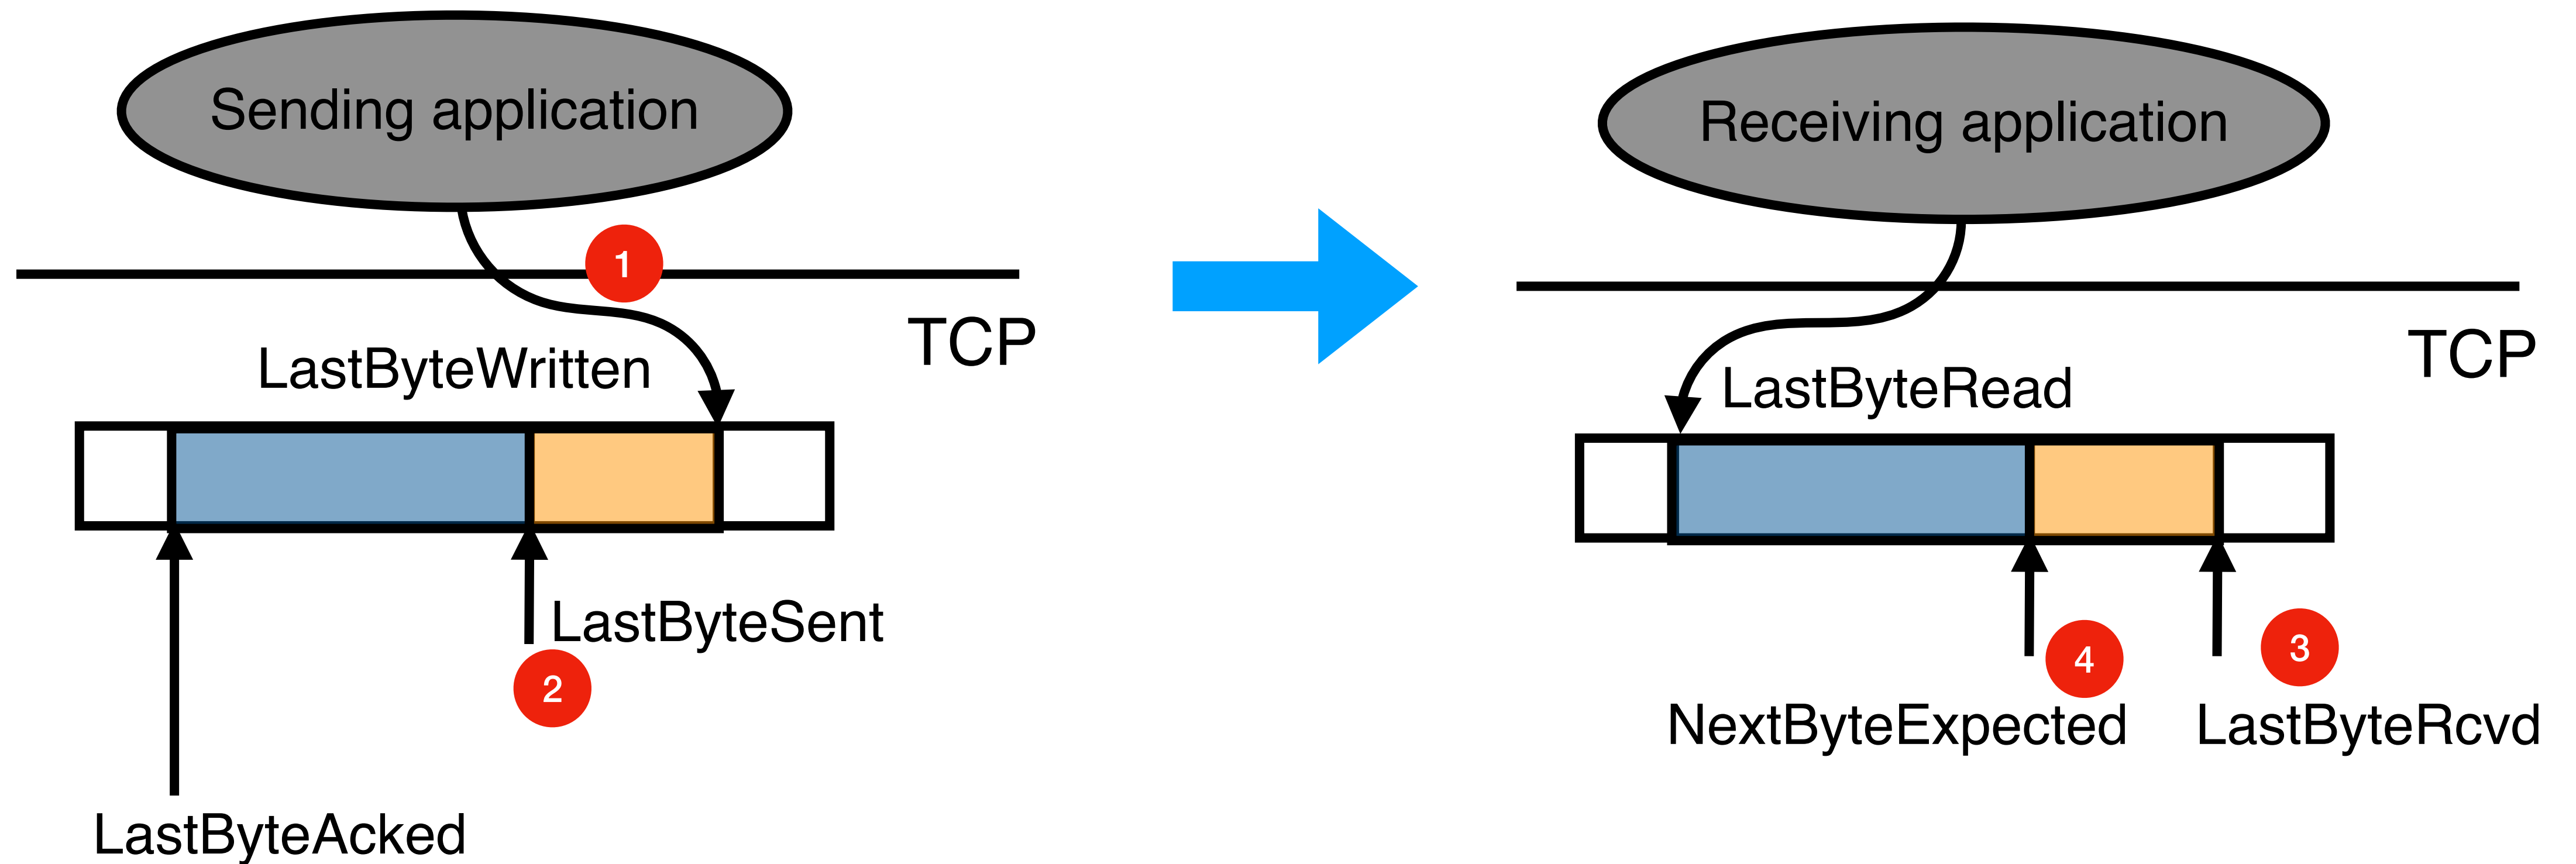 Sending application
1
TCP
LastByteWritten
LastByteSent
2
LastByteAcked
Receiving application
TCP
LastByteRead
4
3
NextByteExpected
LastByteRcvd